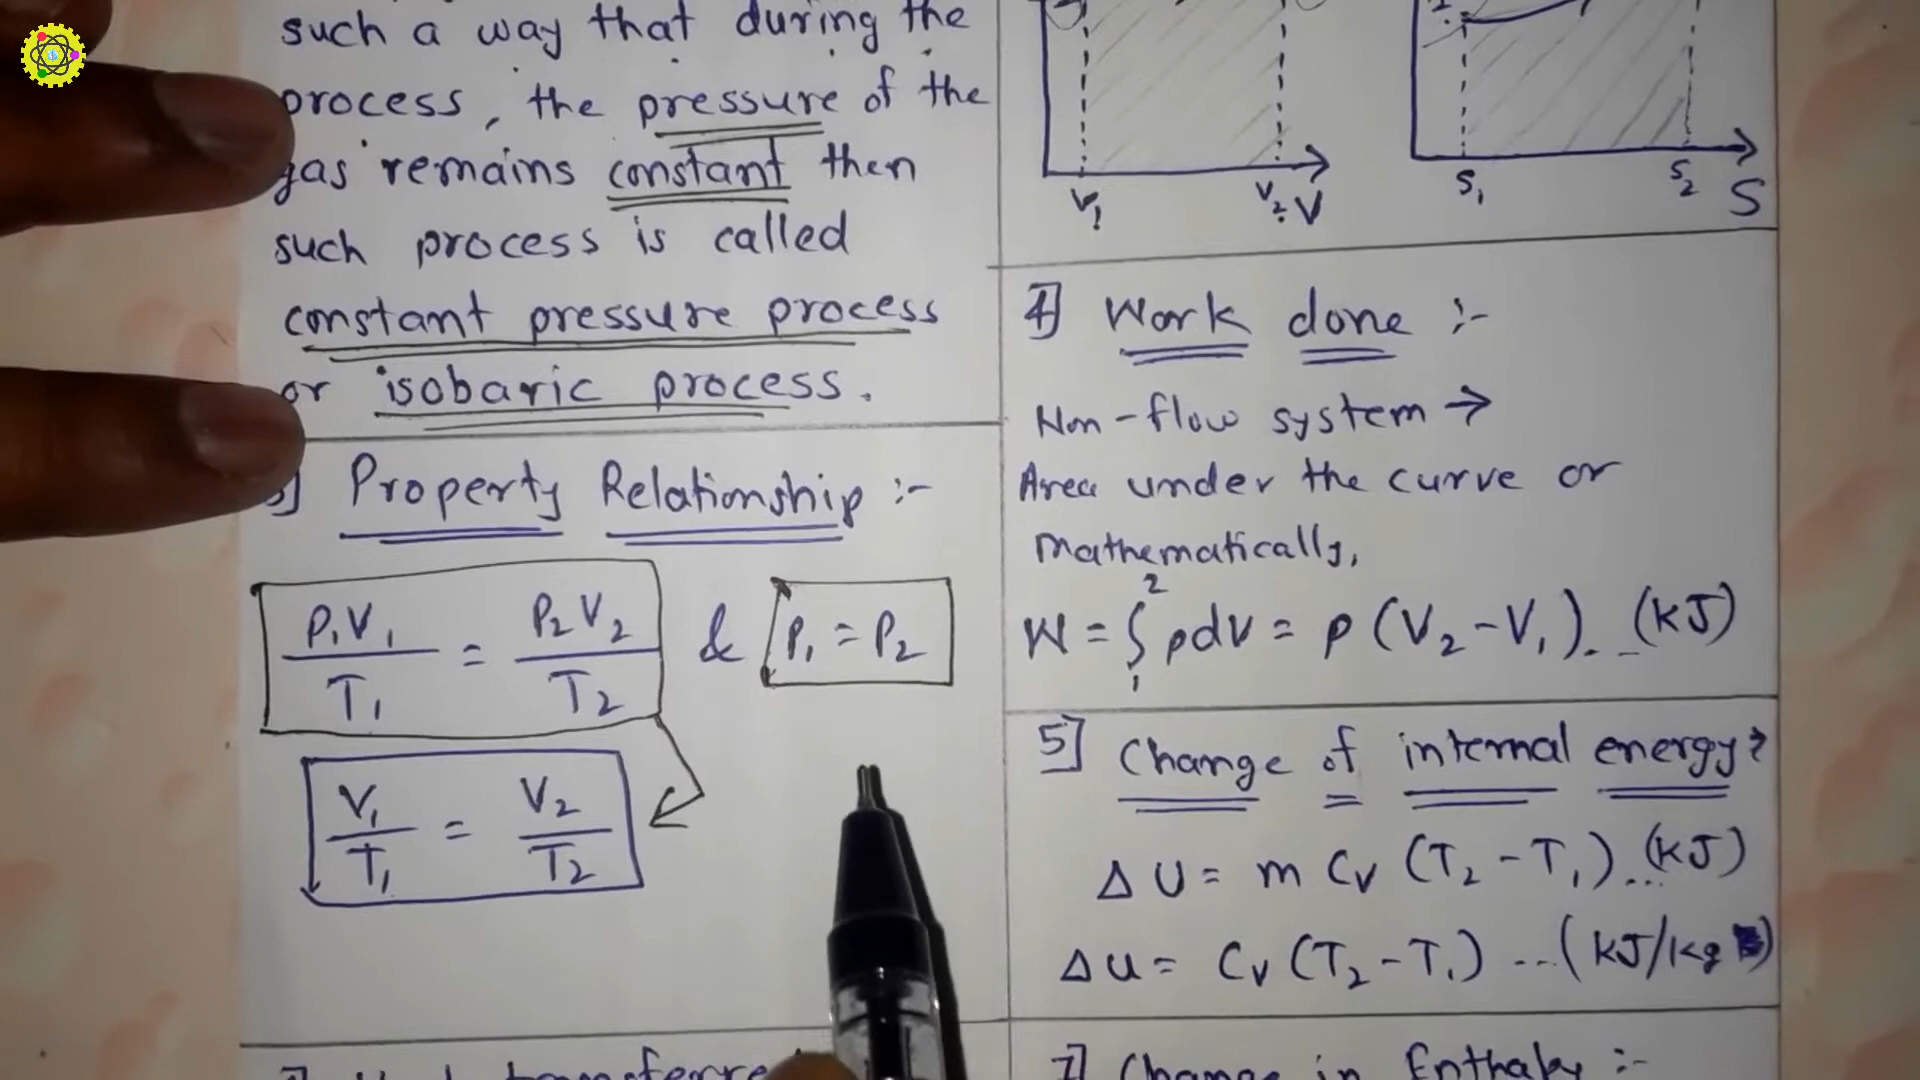 such a way that during the
process, the pressure of the
gas remains constant then
such process is called
constant pressure process
or isobaric process.
3] Property Relationship :-
P₁V₁/T₁ = P₂V₂/T₂ & P₁ = P₂
V₁/T₁ = V₂/T₂
V₁ V₂ V
S₁ S₂ S
4] Work done :-
Non-flow system →
Area under the curve or
mathematically,
W = ∫₁² pdV = p (V₂-V₁)... (kJ)
5] Change of internal energy:
ΔU = m Cv (T₂-T₁)... (kJ)
Δu = Cv (T₂-T₁) ...(kJ/kg)
7] Change in Enthalpy :-